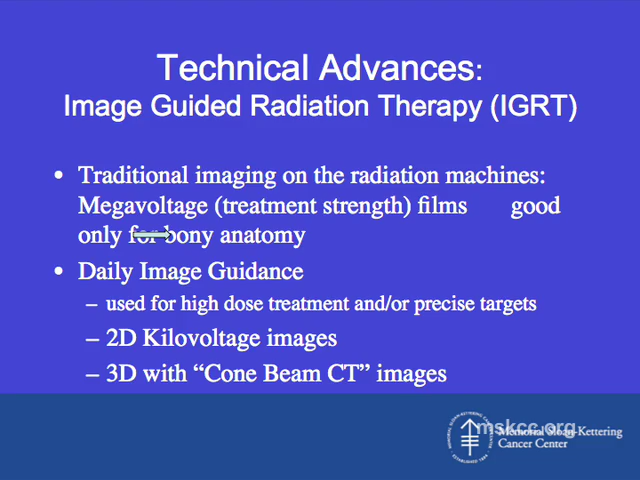 Technical Advances:
Image Guided Radiation Therapy (IGRT)
• Traditional imaging on the radiation machines:
Megavoltage (treatment strength) films good
only for bony anatomy
• Daily Image Guidance
– used for high dose treatment and/or precise targets
– 2D Kilovoltage images
– 3D with “Cone Beam CT” images
mskcc.org
Memorial Sloan-Kettering
Cancer Center